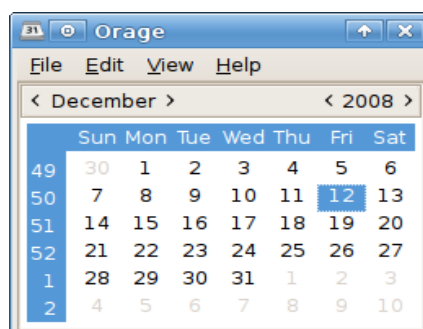 31 Orage
File Edit View Help
< December > < 2008 >
Sun Mon Tue Wed Thu Fri Sat
49 30 1 2 3 4 5 6
50 7 8 9 10 11 12 13
51 14 15 16 17 18 19 20
52 21 22 23 24 25 26 27
1 28 29 30 31 1 2 3
2 4 5 6 7 8 9 10